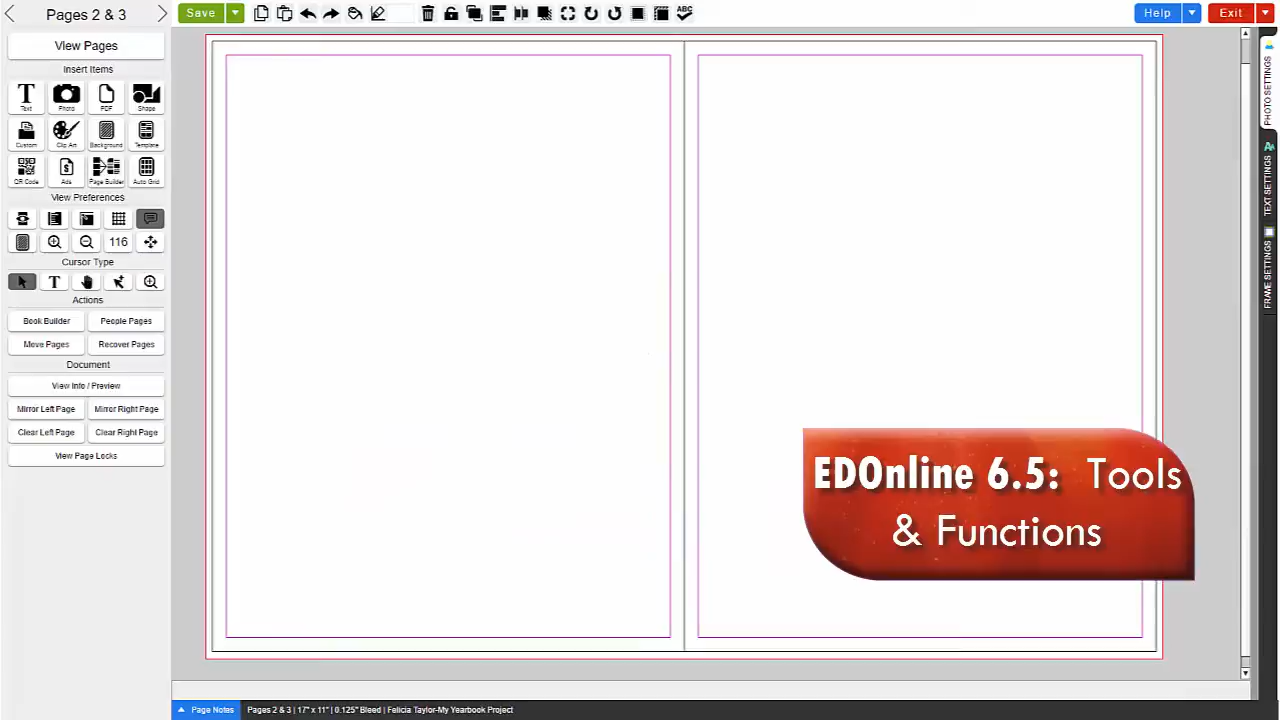 Pages 2 & 3
Save
ABC
Help
Exit
View Pages
Insert Items
Text
Photo
PDF
Shape
Custom
Clip Art
Background
Template
QR Code
Ads
Page Builder
Auto Grid
View Preferences
116
Cursor Type
T
Actions
Book Builder
People Pages
Move Pages
Recover Pages
Document
View Info / Preview
Mirror Left Page
Mirror Right Page
Clear Left Page
Clear Right Page
View Page Locks
PHOTO SETTINGS
TEXT SETTINGS
FRAME SETTINGS
EDOnline 6.5: Tools
& Functions
Page Notes
Pages 2 & 3 | 17" x 11" | 0.125" Bleed | Felicia Taylor-My Yearbook Project